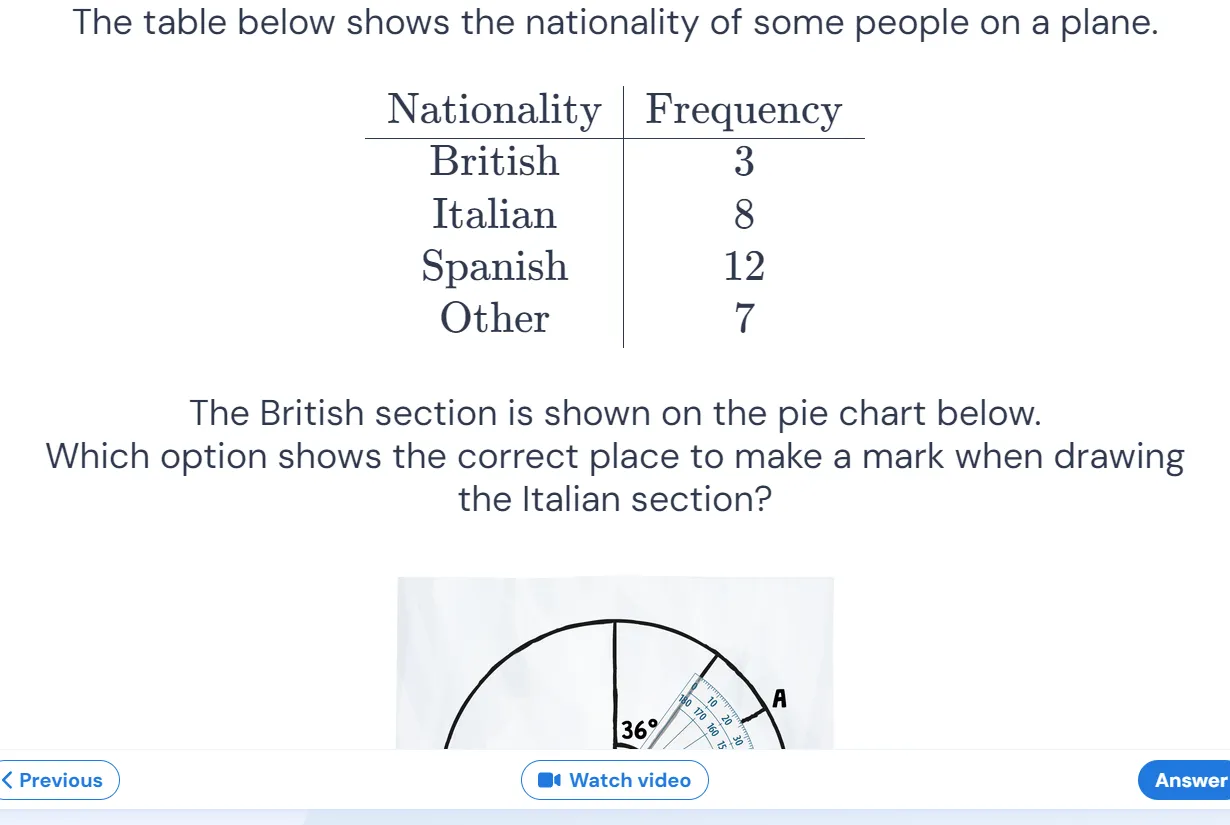 The table below shows the nationality of some people on a plane.
Nationality Frequency
British 3
Italian 8
Spanish 12
Other 7
The British section is shown on the pie chart below.
Which option shows the correct place to make a mark when drawing
the Italian section?
A
36°
0 10 20 30
180 170 160 15
Previous
Watch video
Answer